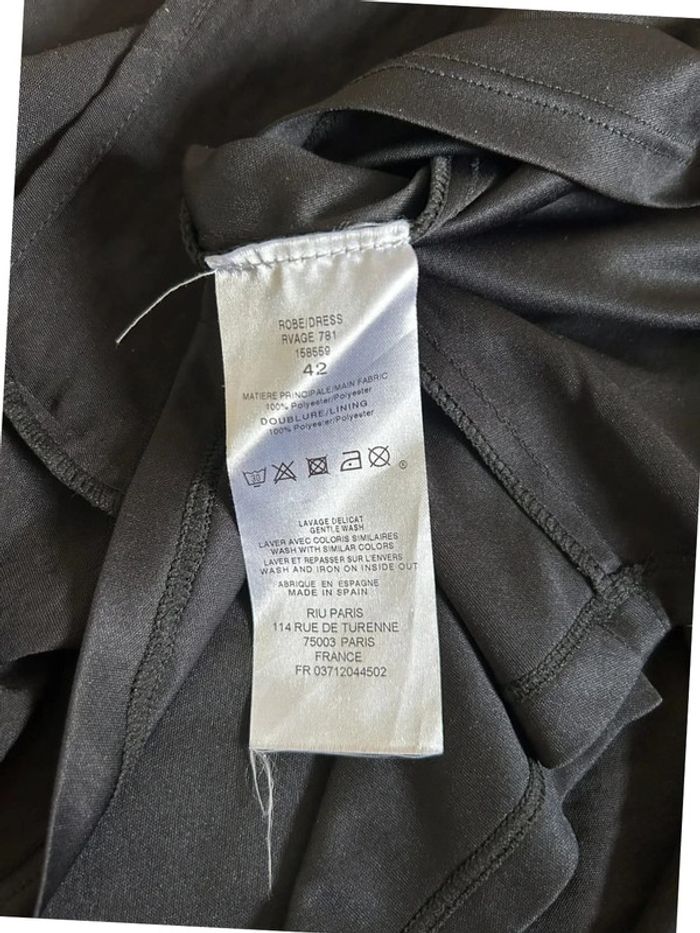 ROBE/DRESS
RVAGE 781
158559
42
MATIERE PRINCIPALE/MAIN FABRIC
100% Polyester/Polyester
DOUBLURE/LINING
100% Polyester/Polyester
30
LAVAGE DELICAT
GENTLE WASH
LAVER AVEC COLORIS SIMILAIRES
WASH WITH SIMILAR COLORS
LAVER ET REPASSER SUR L'ENVERS
WASH AND IRON ON INSIDE OUT
ABRIQUE EN ESPAGNE
MADE IN SPAIN
RIU PARIS
114 RUE DE TURENNE
75003 PARIS
FRANCE
FR 03712044502